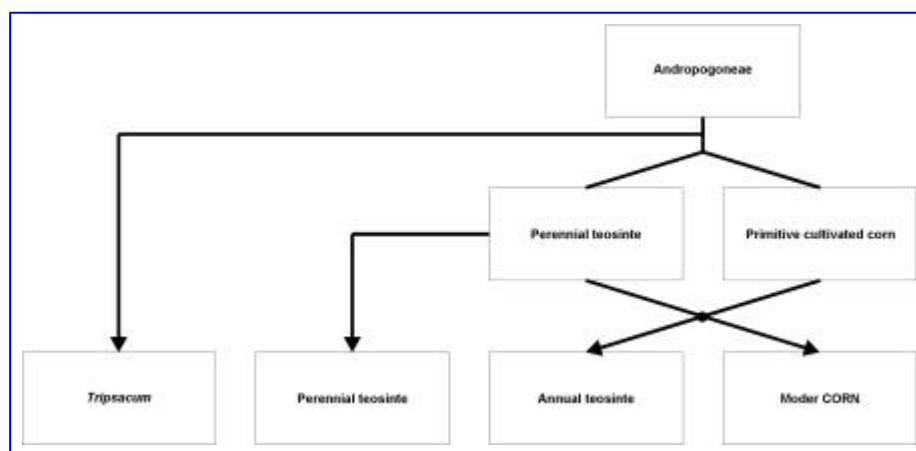 Andropogoneae
Perennial teosinte
Primitive cultivated corn
Tripsacum
Perennial teosinte
Annual teosinte
Moder CORN